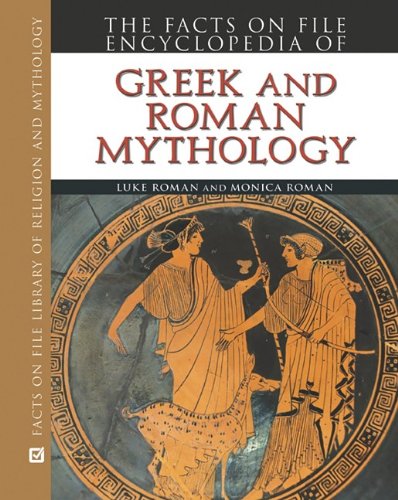 THE FACTS ON FILE
ENCYCLOPEDIA OF
GREEK AND
ROMAN
MYTHOLOGY
LUKE ROMAN AND MONICA ROMAN
FACTS ON FILE LIBRARY OF RELIGION AND MYTHOLOGY